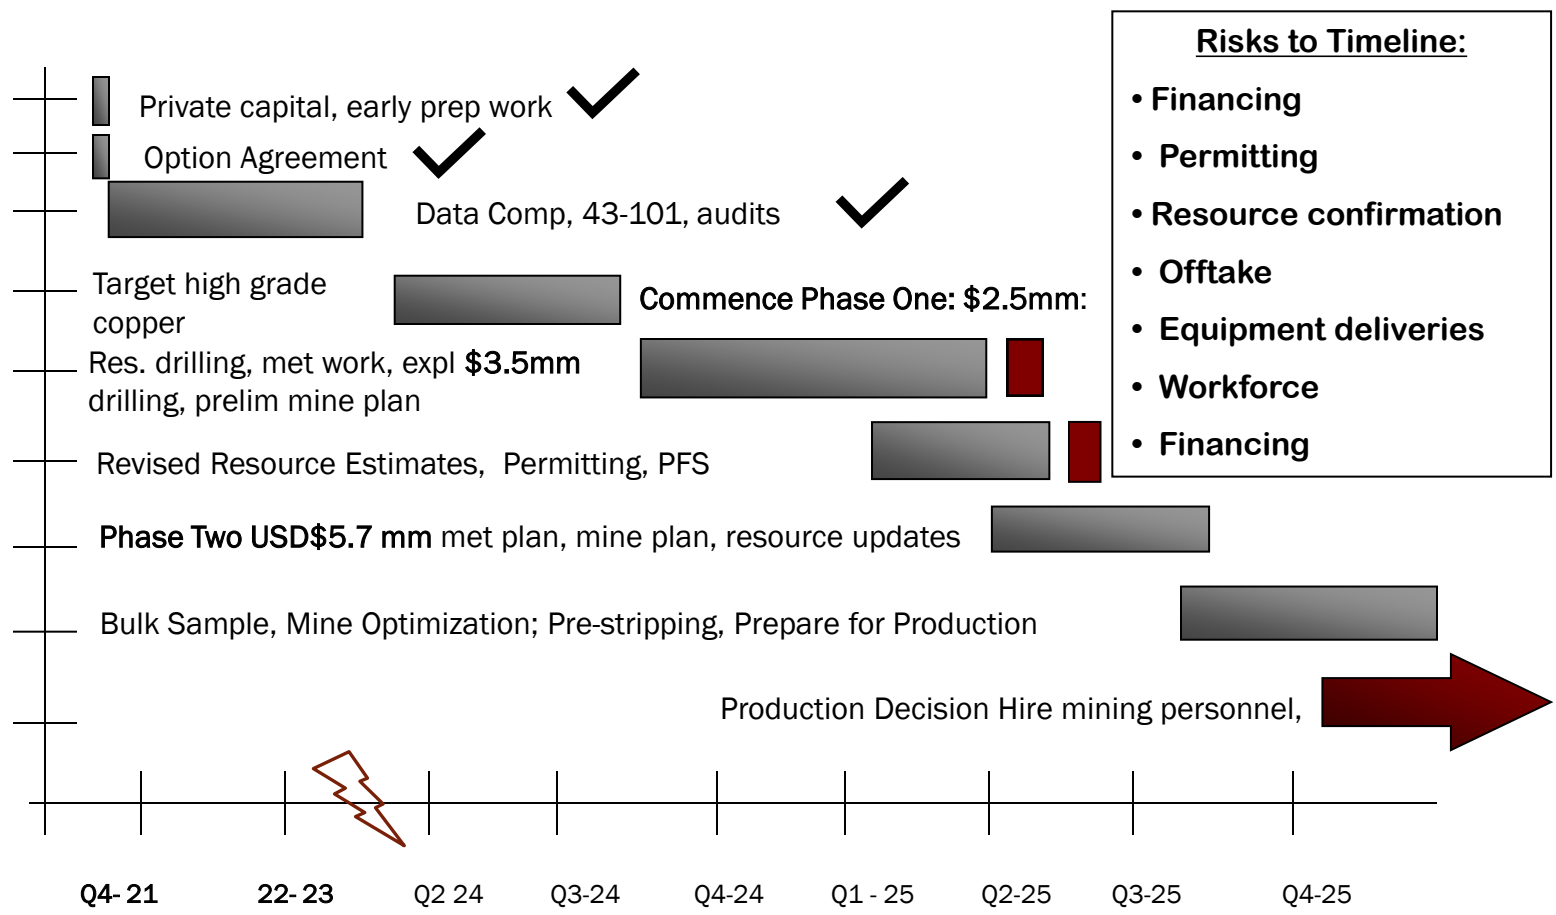 Risks to Timeline:
• Financing
• Permitting
• Resource confirmation
• Offtake
• Equipment deliveries
• Workforce
• Financing
Private capital, early prep work
Option Agreement
Data Comp, 43-101, audits
Target high grade
copper
Commence Phase One: $2.5mm:
Res. drilling, met work, expl $3.5mm
drilling, prelim mine plan
Revised Resource Estimates, Permitting, PFS
Phase Two USD$5.7 mm met plan, mine plan, resource updates
Bulk Sample, Mine Optimization; Pre-stripping, Prepare for Production
Production Decision Hire mining personnel,
Q4- 21 22- 23 Q2 24 Q3-24 Q4-24 Q1 - 25 Q2-25 Q3-25 Q4-25